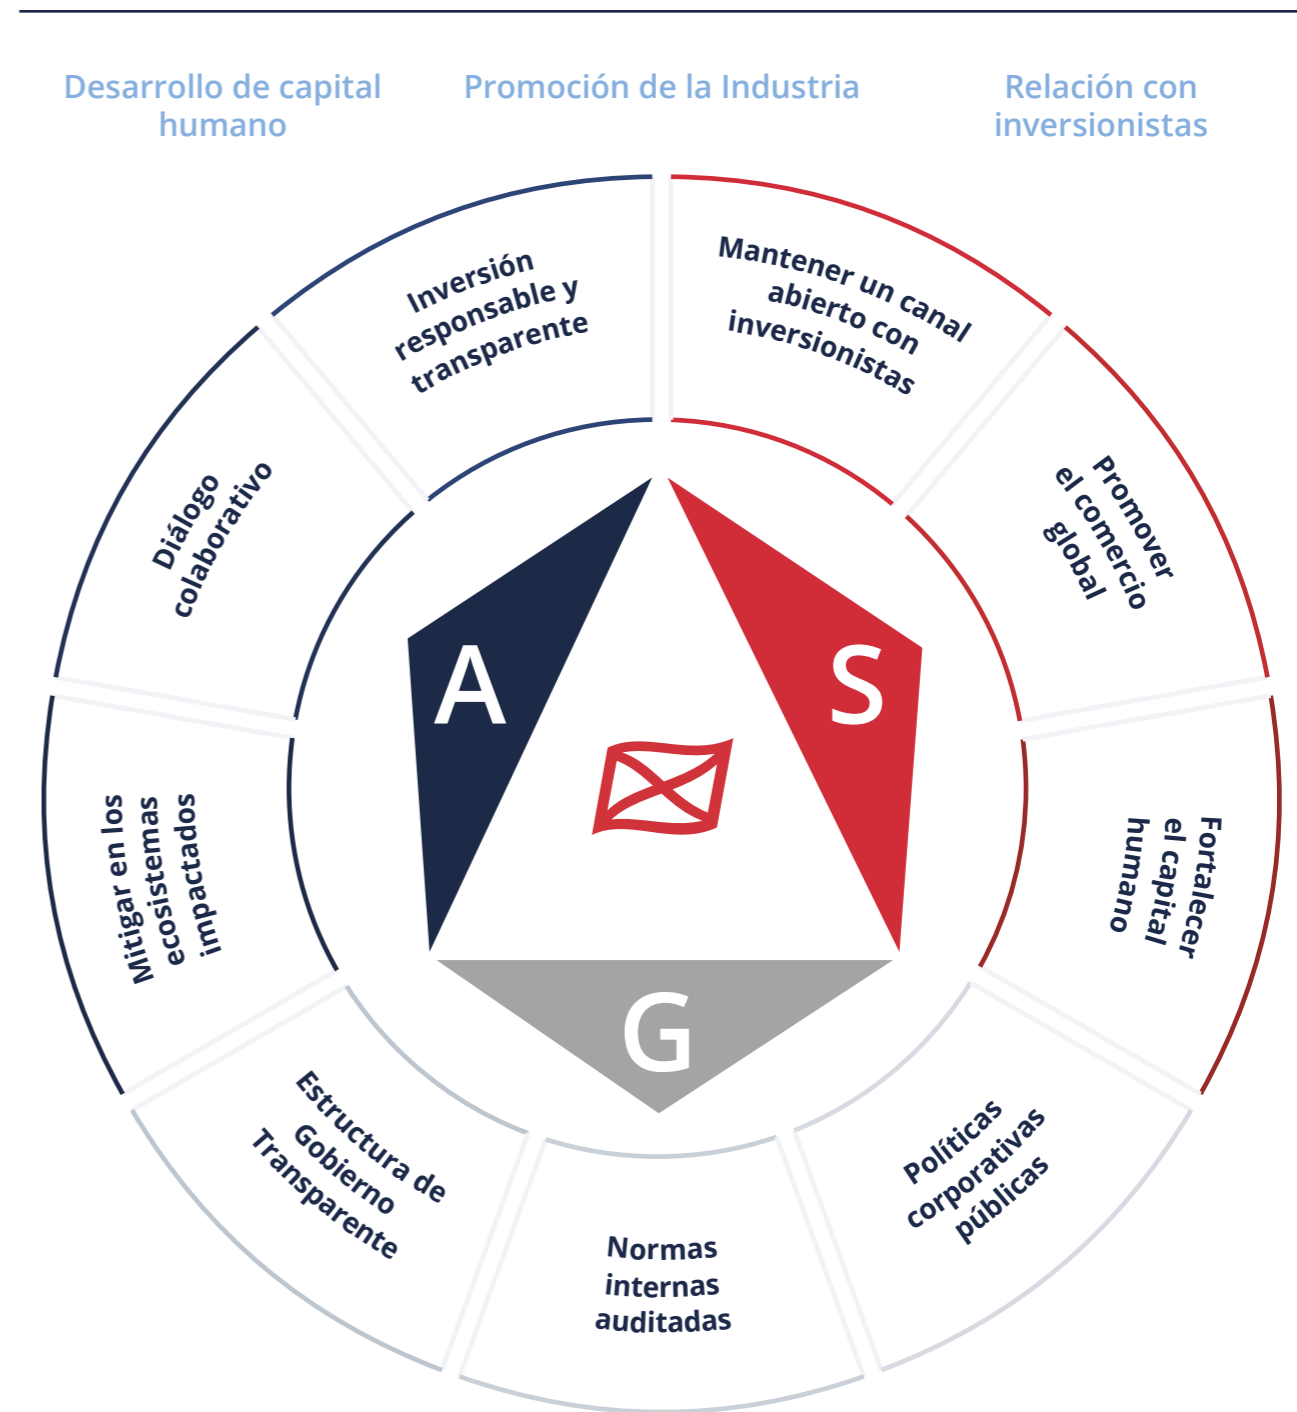 Desarrollo de capital
humano
Promoción de la Industria
Relación con
inversionistas
Inversión
responsable y
transparente
Mantener un canal
abierto con
inversionistas
Promover
el comercio
global
Fortalecer
el capital
humano
Políticas
corporativas
públicas
Normas
internas
auditadas
Estructura de
Gobierno
Transparente
Mitigar en los
ecosistemas
impactados
Diálogo
colaborativo
A
S
G